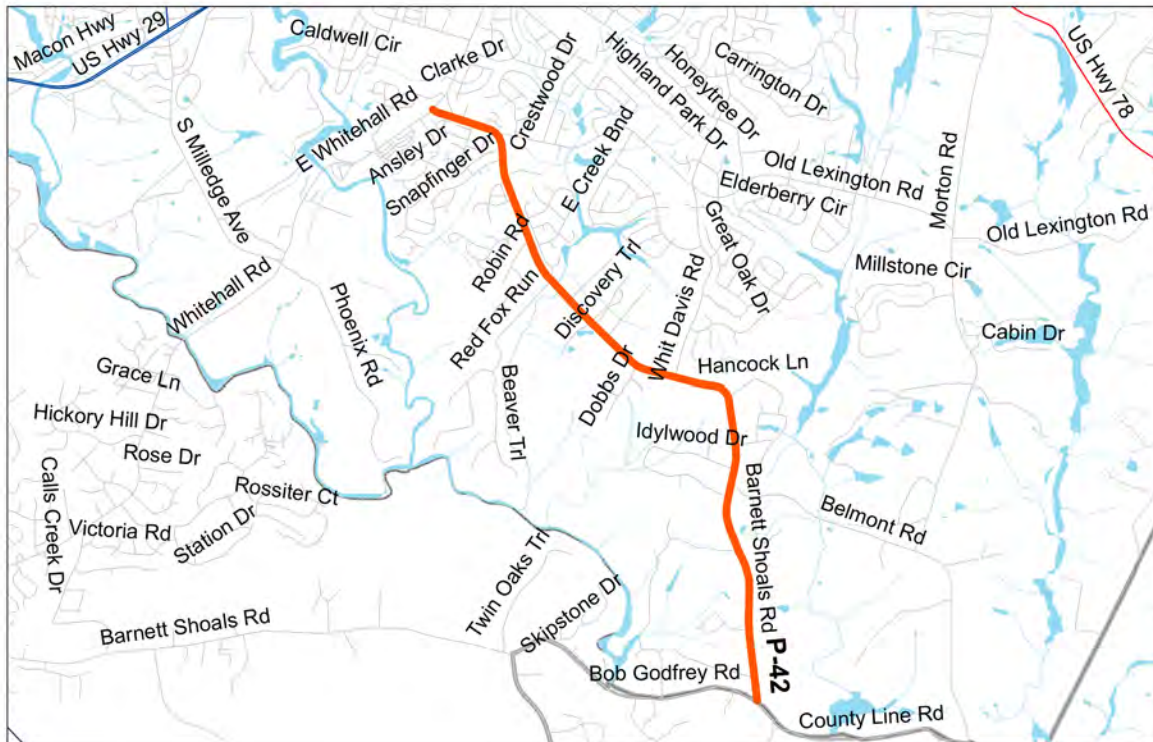 Macon Hwy
US Hwy 29
Caldwell Cir
Clarke Dr
Crestwood Dr
Highland Park Dr
Honeytree Dr
Carrington Dr
US Hwy 78
S Milledge Ave
E Whitehall Rd
Ansley Dr
Snapfinger Dr
E Creek Bnd
Old Lexington Rd
Elderberry Cir
Morton Rd
Old Lexington Rd
Great Oak Dr
Millstone Cir
Cabin Dr
Whitehall Rd
Phoenix Rd
Robin Rd
Red Fox Run
Discovery Trl
Whit Davis Rd
Dobbs Dr
Hancock Ln
Grace Ln
Hickory Hill Dr
Rose Dr
Beaver Trl
Idylwood Dr
Calls Creek Dr
Rossiter Ct
Victoria Rd
Station Dr
Barnett Shoals Rd
Belmont Rd
Twin Oaks Trl
Skipstone Dr
Barnett Shoals Rd
P-42
Bob Godfrey Rd
County Line Rd